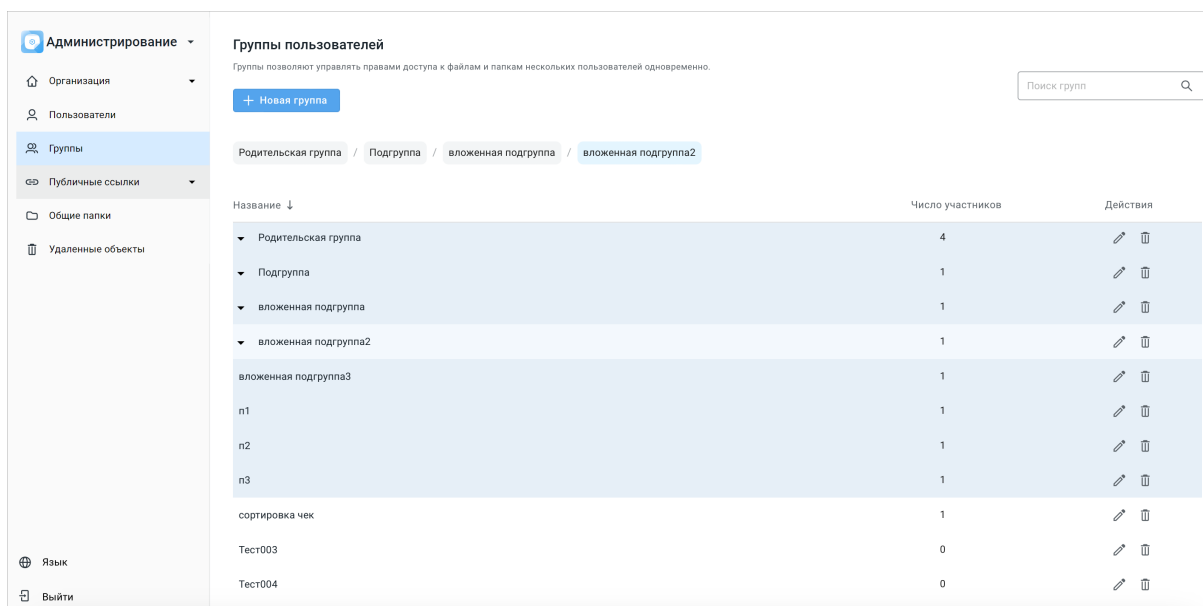 Администрирование
Организация
Пользователи
Группы
Публичные ссылки
Общие папки
Удаленные объекты
Язык
Выйти
Группы пользователей
Группы позволяют управлять правами доступа к файлам и папкам нескольких пользователей одновременно.
+ Новая группа
Поиск групп
Родительская группа / Подгруппа / вложенная подгруппа / вложенная подгруппа2
Название ↓ Число участников Действия
Родительская группа 4
Подгруппа 1
вложенная подгруппа 1
вложенная подгруппа2 1
вложенная подгруппа3 1
п1 1
п2 1
п3 1
сортировка чек 1
Тест003 0
Тест004 0